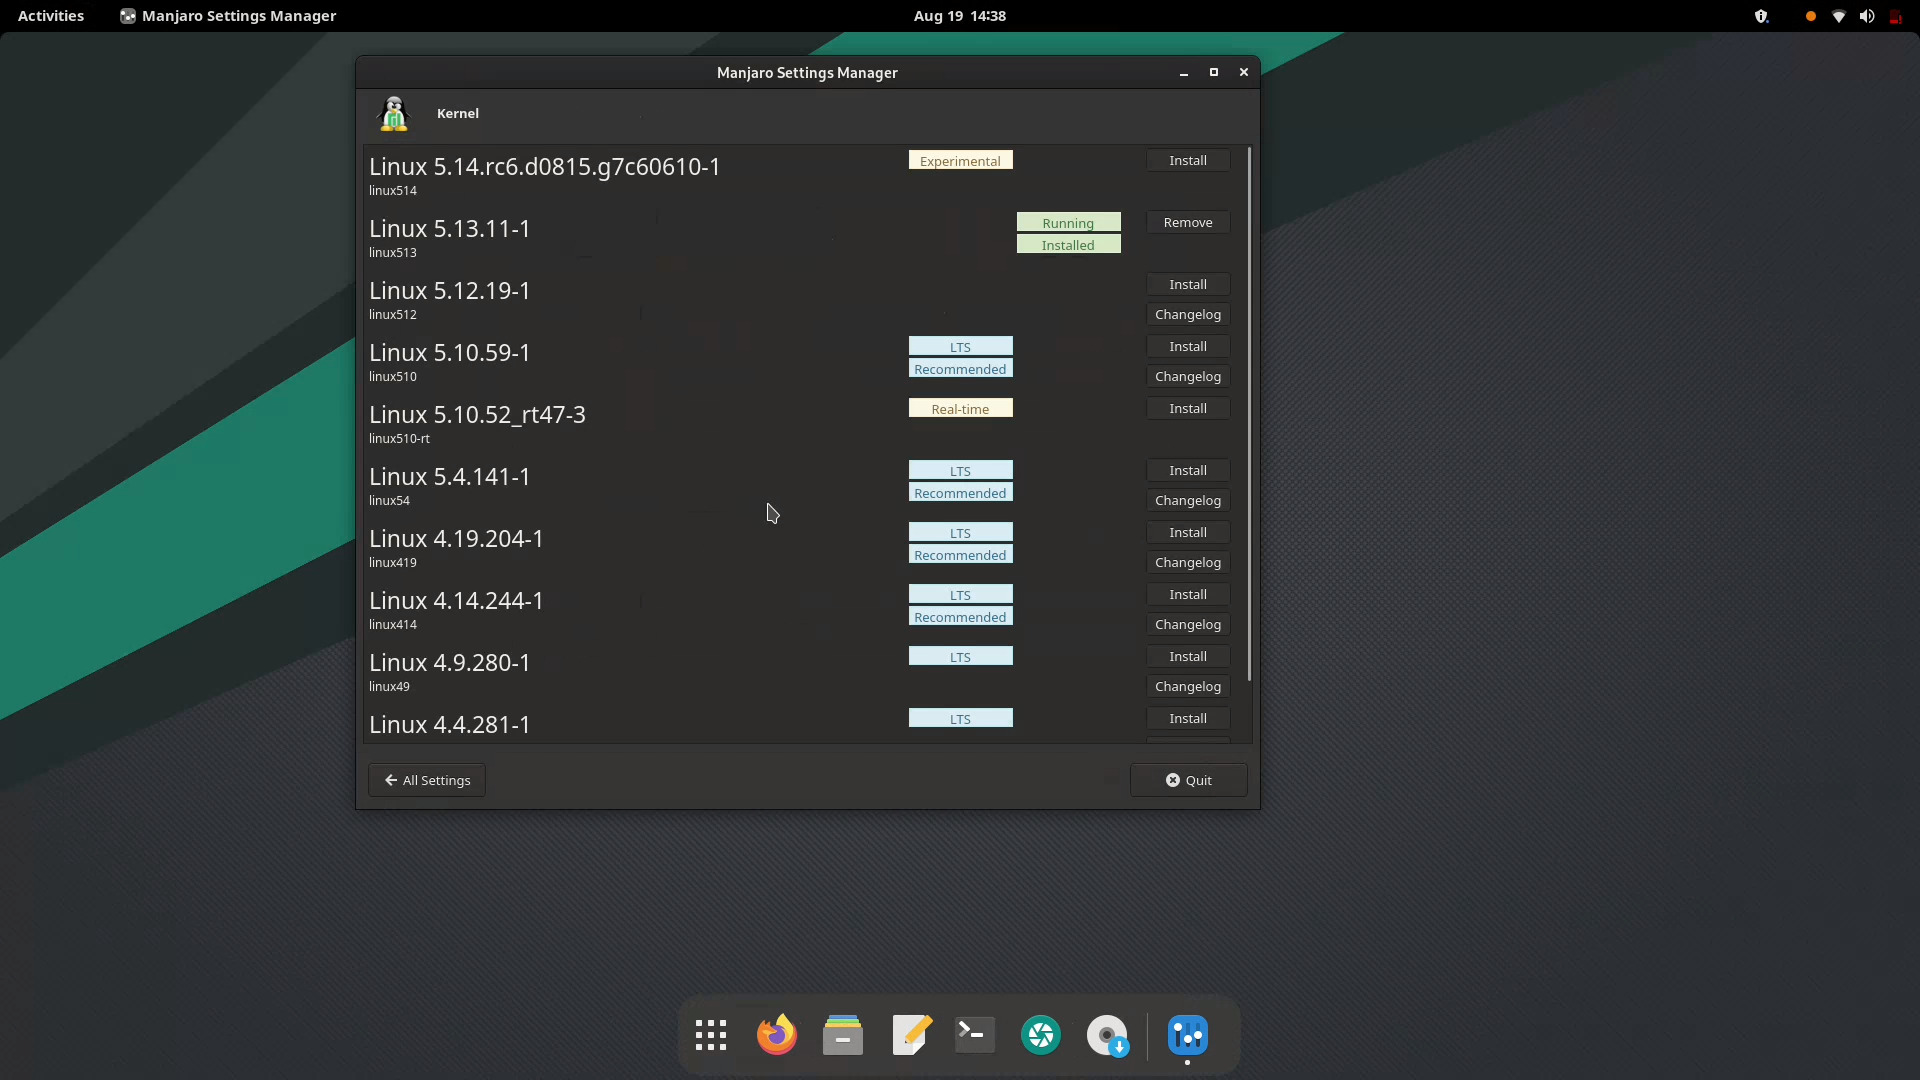 Activities Manjaro Settings Manager Aug 19 14:38
Manjaro Settings Manager
Kernel
Linux 5.14.rc6.d0815.g7c60610-1 Experimental Install
linux514
Linux 5.13.11-1 Running Remove
linux513 Installed
Linux 5.12.19-1 Install
linux512 Changelog
Linux 5.10.59-1 LTS Install
linux510 Recommended Changelog
Linux 5.10.52_rt47-3 Real-time Install
linux510-rt
Linux 5.4.141-1 LTS Install
linux54 Recommended Changelog
Linux 4.19.204-1 LTS Install
linux419 Recommended Changelog
Linux 4.14.244-1 LTS Install
linux414 Recommended Changelog
Linux 4.9.280-1 LTS Install
linux49 Changelog
Linux 4.4.281-1 LTS Install
All Settings Quit